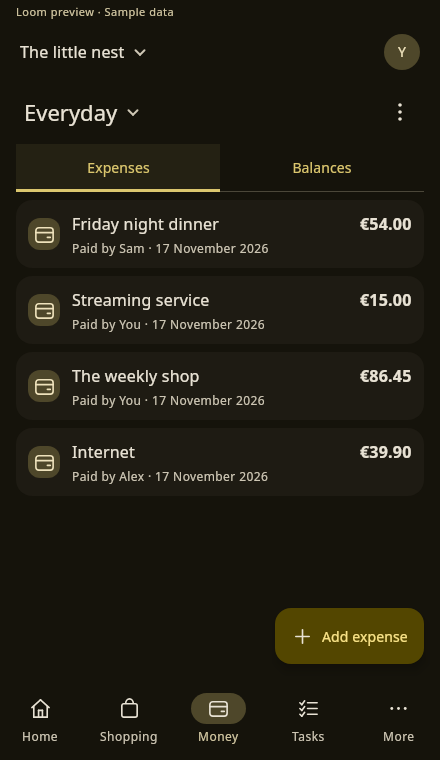 Loom preview · Sample data
The little nest
Y
Everyday
Expenses
Balances
Friday night dinner
€54.00
Paid by Sam · 17 November 2026
Streaming service
€15.00
Paid by You · 17 November 2026
The weekly shop
€86.45
Paid by You · 17 November 2026
Internet
€39.90
Paid by Alex · 17 November 2026
Add expense
Home
Shopping
Money
Tasks
More